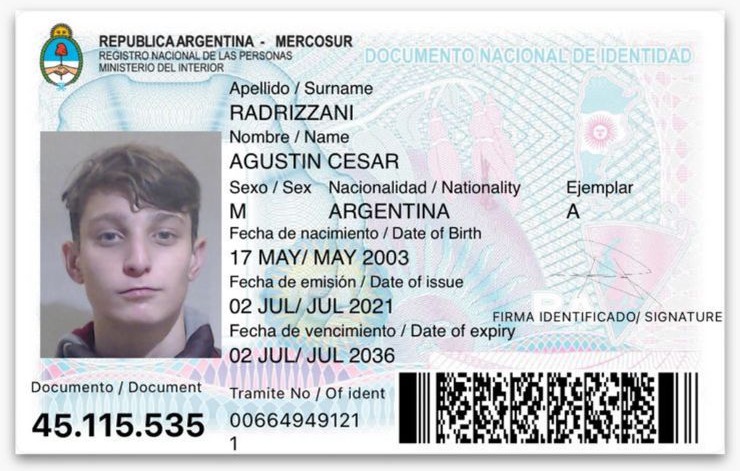 REPUBLICA ARGENTINA - MERCOSUR
REGISTRO NACIONAL DE LAS PERSONAS
MINISTERIO DEL INTERIOR
DOCUMENTO NACIONAL DE IDENTIDAD
Apellido / Surname
RADRIZZANI
Nombre / Name
AGUSTIN CESAR
Sexo / Sex Nacionalidad / Nationality Ejemplar
M ARGENTINA A
Fecha de nacimiento / Date of Birth
17 MAY/ MAY 2003
Fecha de emisión / Date of issue
02 JUL/ JUL 2021
FIRMA IDENTIFICADO/ SIGNATURE
Fecha de vencimiento / Date of expiry
02 JUL/ JUL 2036
Documento / Document
45.115.535
Tramite No / Of ident
00664949121
1